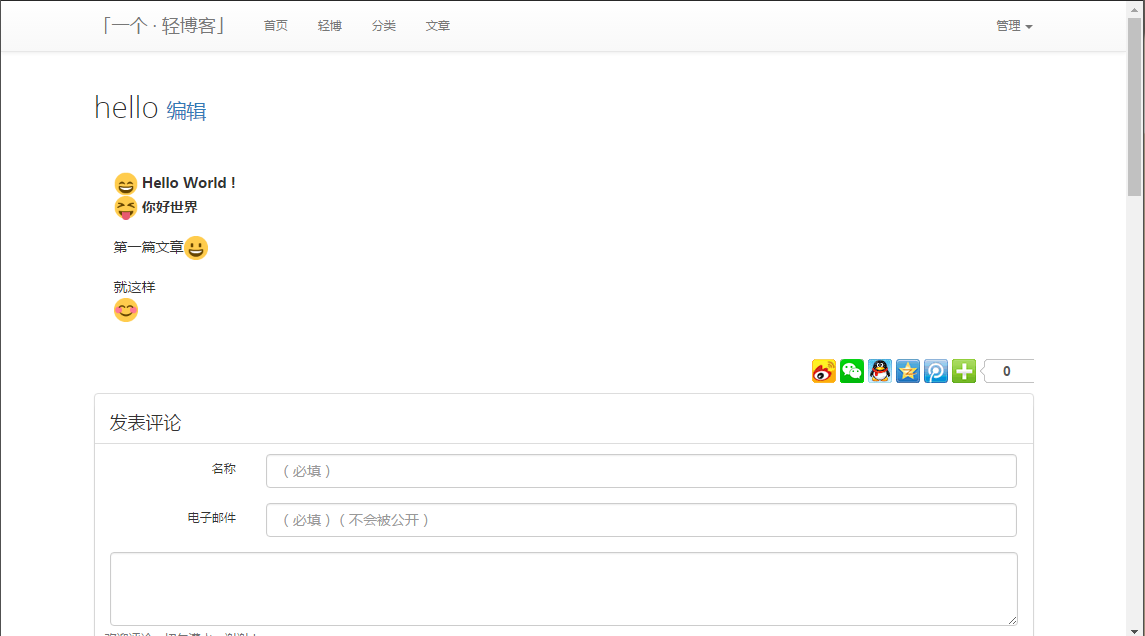 「一个 · 轻博客」 首页 轻博 分类 文章 管理
hello 编辑
Hello World !
你好世界
第一篇文章
就这样
0
发表评论
名称 （必填）
电子邮件 （必填）（不会被公开）